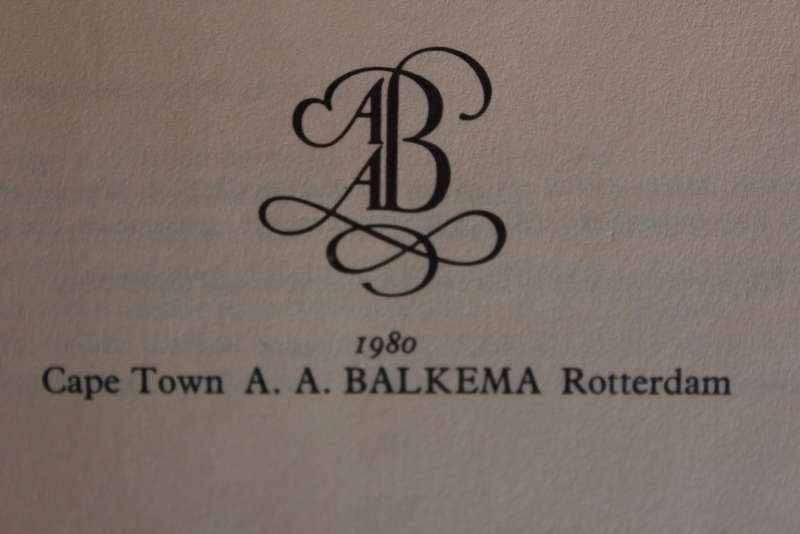 AAB
1980
Cape Town A. A. BALKEMA Rotterdam